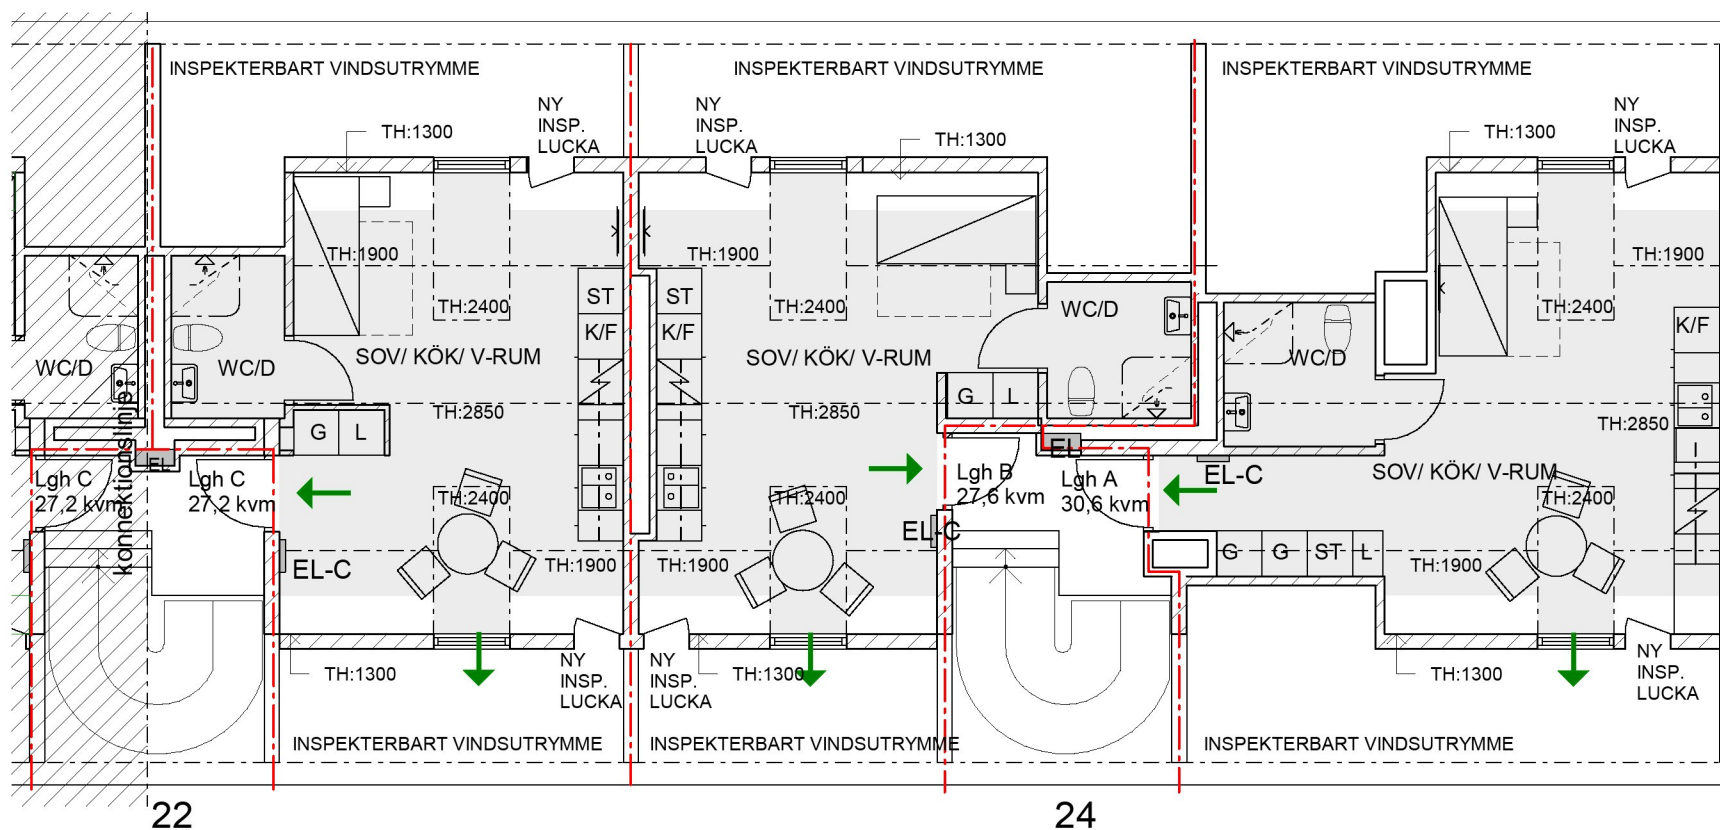 INSPEKTERBART VINDSUTRYMME
INSPEKTERBART VINDSUTRYMME
INSPEKTERBART VINDSUTRYMME
NY
INSP.
LUCKA
NY
INSP.
LUCKA
NY
INSP.
LUCKA
TH:1300
TH:1300
TH:1300
TH:1900
TH:1900
TH:1900
TH:2400
TH:2400
TH:2400
ST
ST
K/F
K/F
K/F
WC/D
WC/D
WC/D
WC/D
SOV/ KÖK/ V-RUM
SOV/ KÖK/ V-RUM
SOV/ KÖK/ V-RUM
TH:2850
TH:2850
TH:2850
G
L
G
L
konnektionslinje
EL
EL
Lgh C
27,2 kvm
Lgh C
27,2 kvm
Lgh B
27,6 kvm
Lgh A
30,6 kvm
EL-C
EL-C
EL-C
TH:2400
TH:2400
TH:2400
G
G
ST
L
TH:1900
TH:1900
TH:1900
TH:1300
TH:1300
TH:1300
NY
INSP.
LUCKA
NY
INSP.
LUCKA
NY
INSP.
LUCKA
INSPEKTERBART VINDSUTRYMME
INSPEKTERBART VINDSUTRYMME
INSPEKTERBART VINDSUTRYMME
22
24